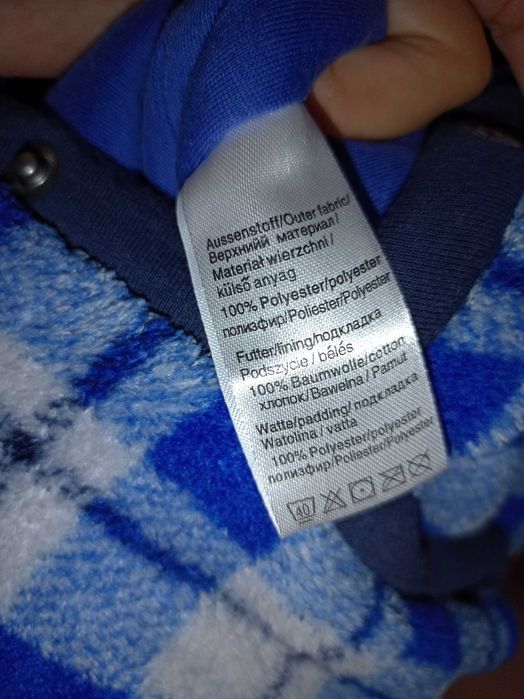 Aussenstoff/Outer fabric/
Верхнийй материал/
Materiał wierzchni/
külső anyag
100% Polyester/polyester
полиэфир/Poliester/Polyester
Futter/lining/подкладка
Podszycie / bélés
100% Baumwolle/cotton
хлопок/Bawełna / Pamut
Watte/padding/ подкладка
Watolina / vatta
100% Polyester/polyester
полиэфир/Poliester/Polyester
40